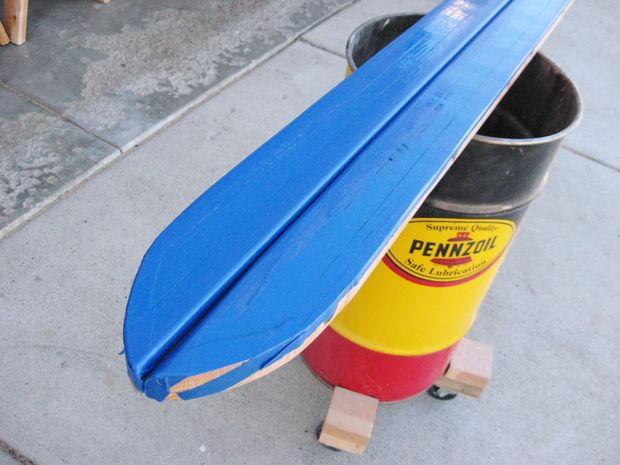 Supreme Quality
PENNZOIL
Safe Lubrication